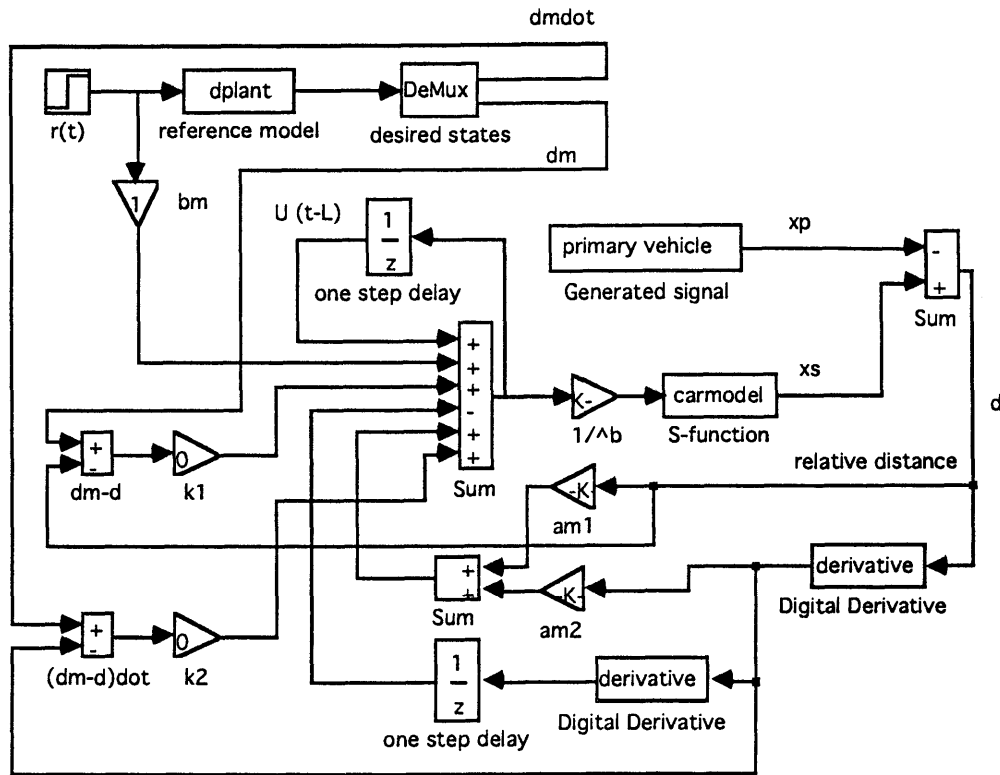 dmdot
dplant
DeMux
r(t)
reference model
desired states
dm
1
bm
U (t-L)
1
z
one step delay
primary vehicle
Generated signal
xp
-
+
Sum
+
+
+
-
+
+
Sum
K-
1/^b
carmodel
S-function
xs
d
relative distance
+
-
dm-d
0
k1
-K-
am1
+
+
Sum
-K-
am2
derivative
Digital Derivative
+
-
(dm-d)dot
0
k2
1
z
one step delay
derivative
Digital Derivative